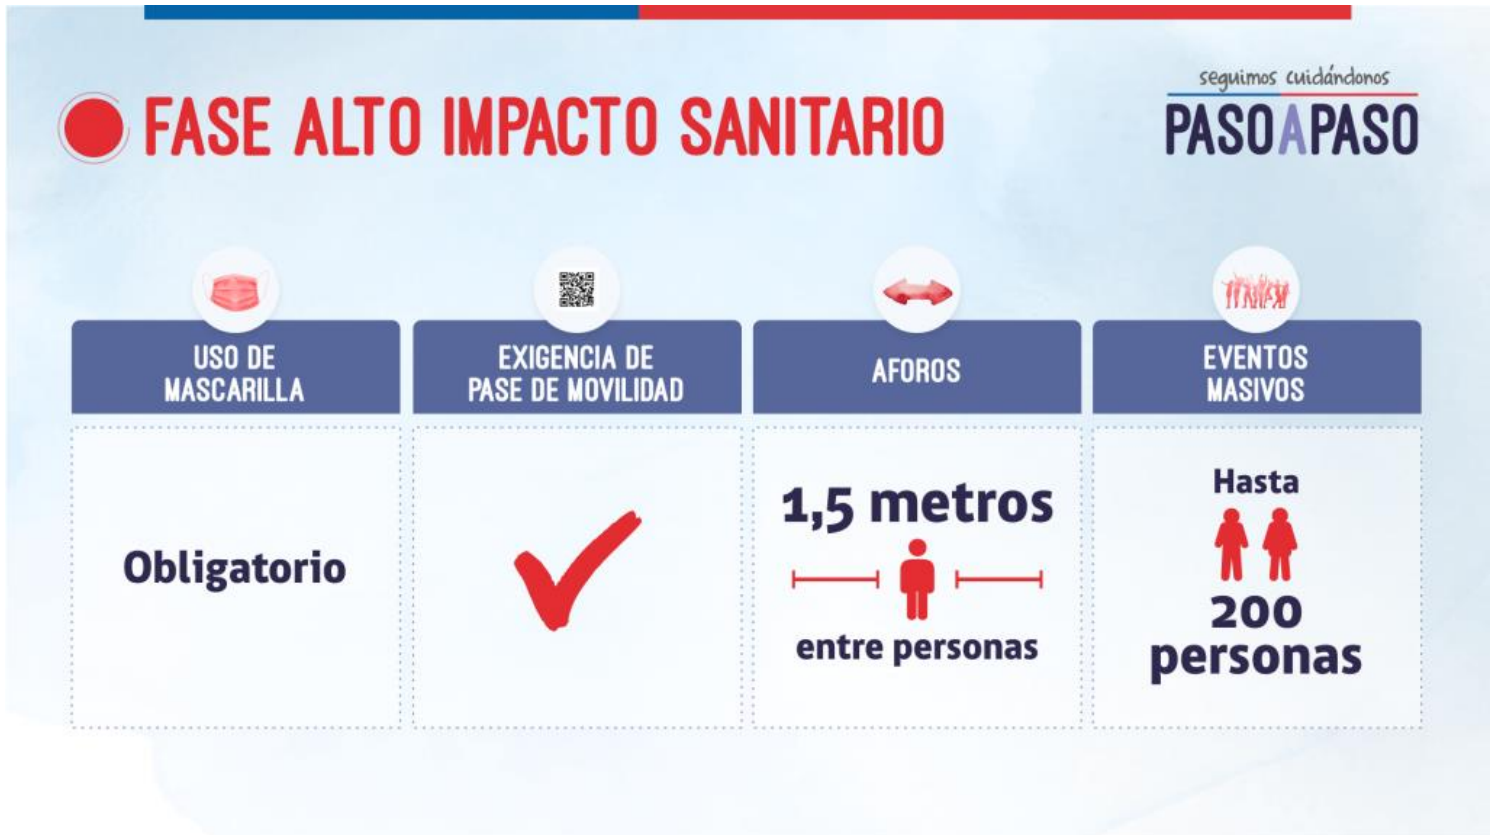 seguimos cuidándonos
PASOAPASO
FASE ALTO IMPACTO SANITARIO
USO DE
MASCARILLA
Obligatorio
EXIGENCIA DE
PASE DE MOVILIDAD
AFOROS
1,5 metros
entre personas
EVENTOS
MASIVOS
Hasta
200
personas